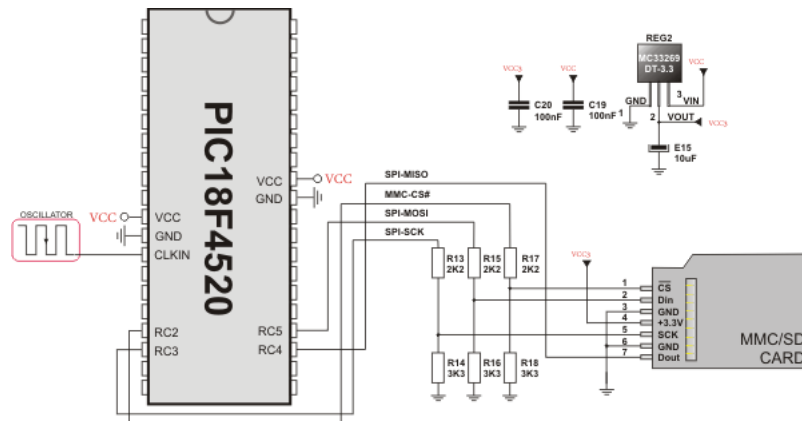 REG2
MC33269
DT-3.3
VCC3
VCC
VCC
C20
100nF
C19
100nF
GND
1
3
VIN
2
VOUT
VCC3
E15
10uF
PIC18F4520
VCC
VCC
GND
SPI-MISO
MMC-CS#
SPI-MOSI
SPI-SCK
OSCILLATOR
VCC
VCC
GND
CLKIN
R13
2K2
R15
2K2
R17
2K2
VCC3
1
CS
2
Din
3
GND
4
+3.3V
5
SCK
6
GND
7
Dout
MMC/SD
CARD
RC2
RC3
RC5
RC4
R14
3K3
R16
3K3
R18
3K3